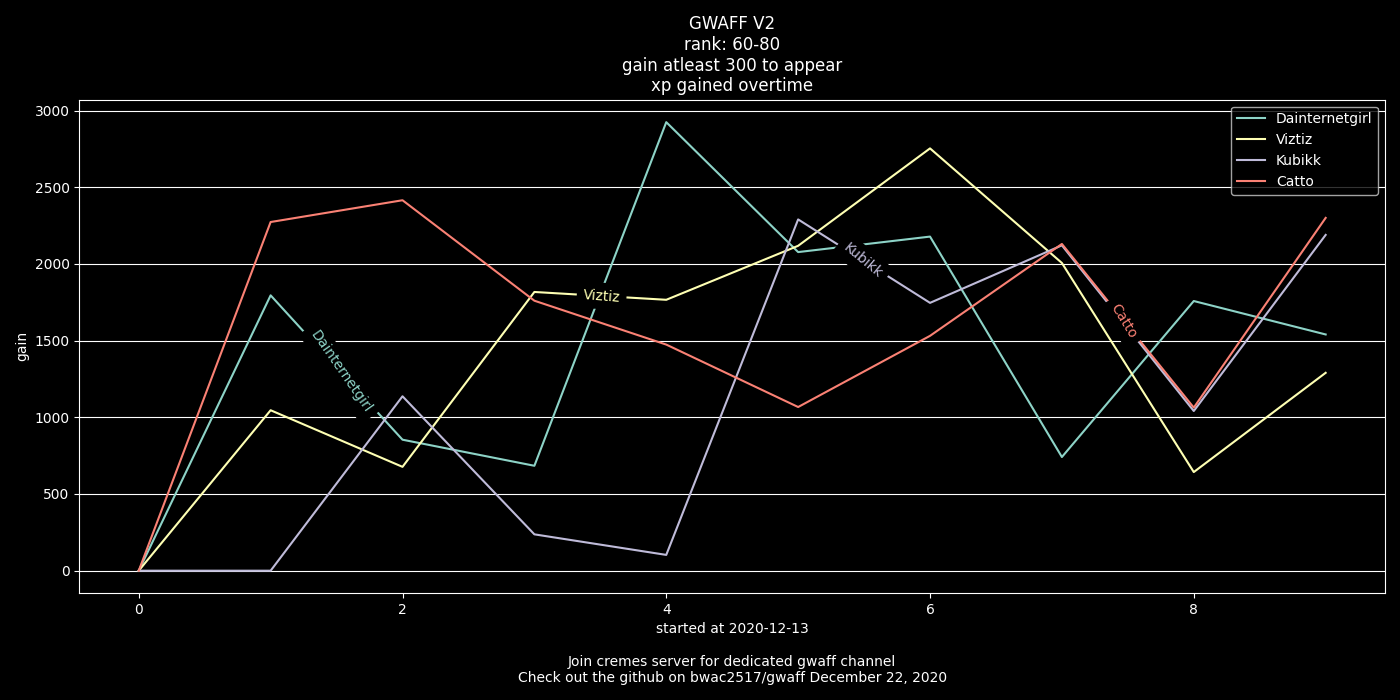 GWAFF V2
rank: 60-80
gain atleast 300 to appear
xp gained overtime
3000
2500
2000
1500
1000
500
0
gain
Dainternetgirl
Viztiz
Kubikk
Catto
Dainternetgirl
Viztiz
Kubikk
Catto
0 2 4 6 8
started at 2020-12-13
Join cremes server for dedicated gwaff channel
Check out the github on bwac2517/gwaff December 22, 2020